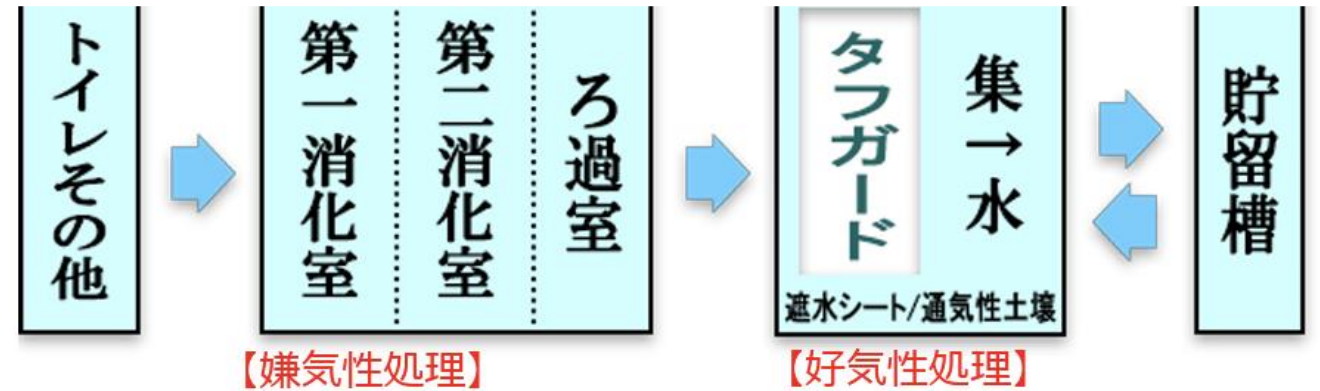 トイレその他
第一消化室
第二消化室
ろ過室
タフガード
集→水
遮水シート/通気性土壌
貯留槽
【嫌気性処理】
【好気性処理】